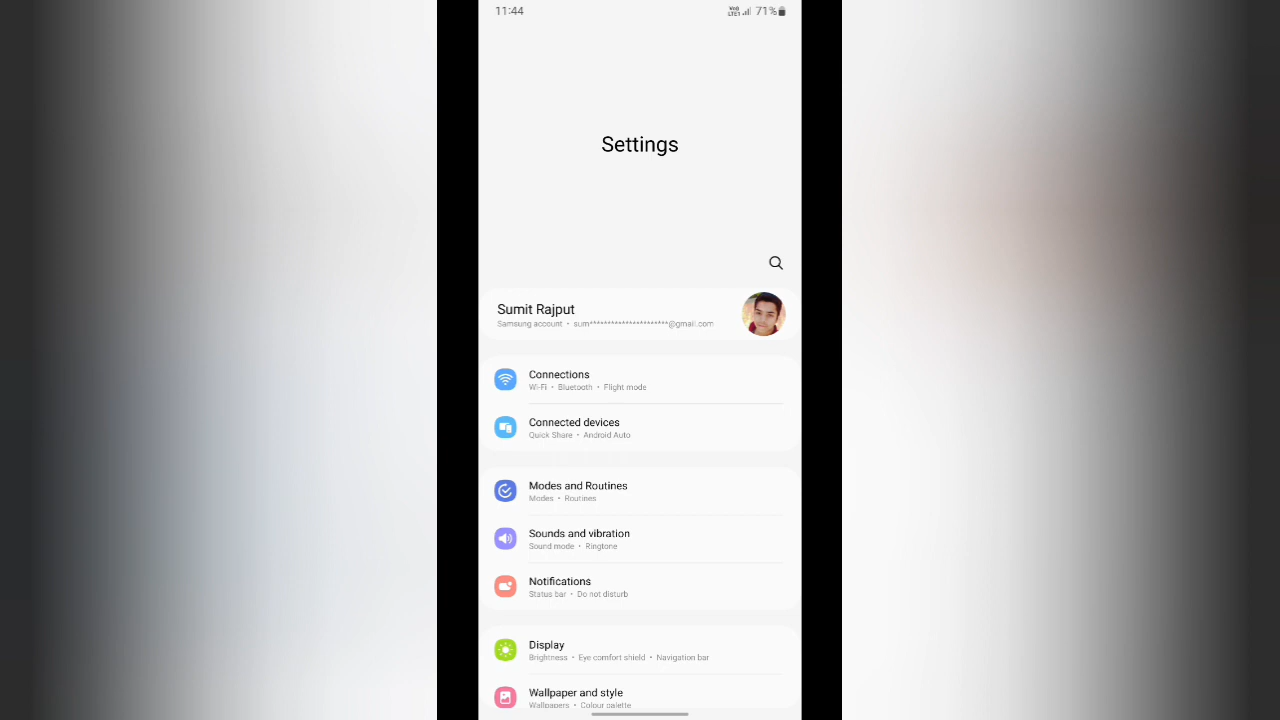 11:44
Vo)) LTE1 71%
Settings
Sumit Rajput
Samsung account • sum**********************@gmail.com
Connections
Wi-Fi • Bluetooth • Flight mode
Connected devices
Quick Share • Android Auto
Modes and Routines
Modes • Routines
Sounds and vibration
Sound mode • Ringtone
Notifications
Status bar • Do not disturb
Display
Brightness • Eye comfort shield • Navigation bar
Wallpaper and style
Wallpapers • Colour palette